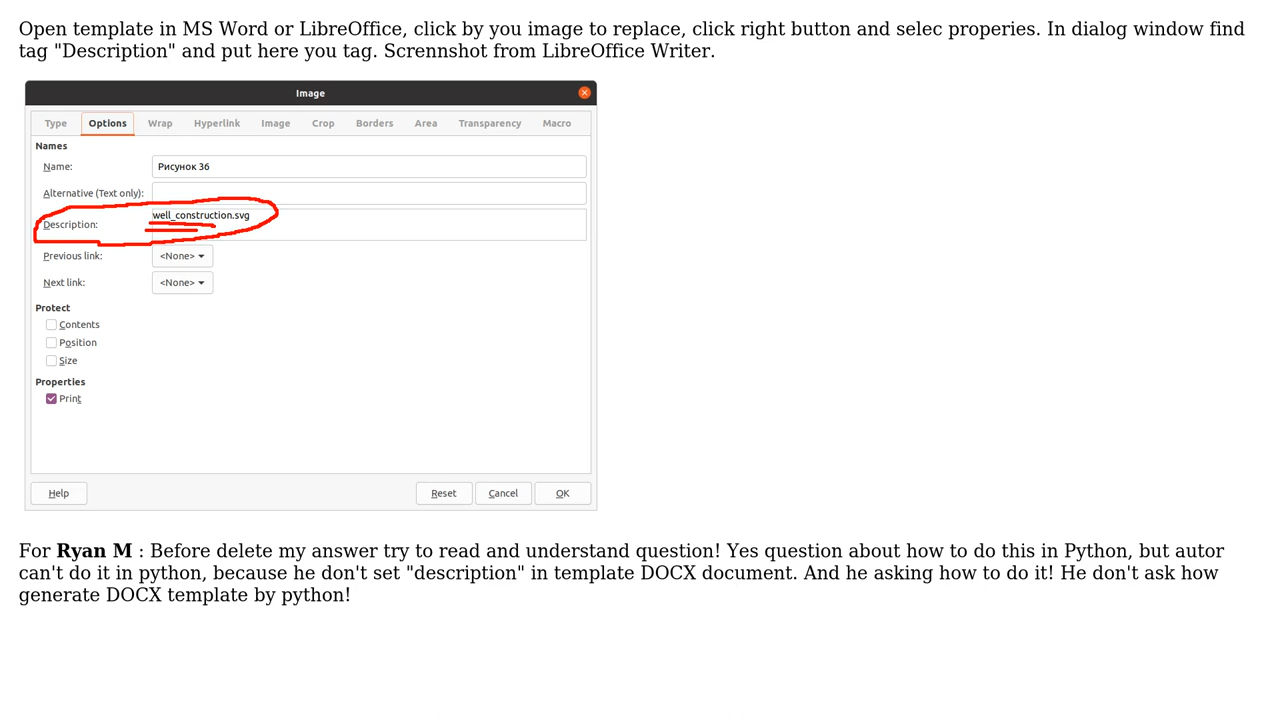 Open template in MS Word or LibreOffice, click by you image to replace, click right button and selec properies. In dialog window find
tag "Description" and put here you tag. Scrennshot from LibreOffice Writer.
Image
Type Options Wrap Hyperlink Image Crop Borders Area Transparency Macro
Names
Name: Рисунок 36
Alternative (Text only):
Description: well_construction.svg
Previous link: <None>
Next link: <None>
Protect
Contents
Position
Size
Properties
Print
Help Reset Cancel OK
For Ryan M : Before delete my answer try to read and understand question! Yes question about how to do this in Python, but autor
can't do it in python, because he don't set "description" in template DOCX document. And he asking how to do it! He don't ask how
generate DOCX template by python!